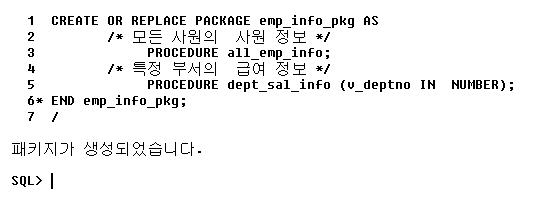 1 CREATE OR REPLACE PACKAGE emp_info_pkg AS
2 /* 모든 사원의 사원 정보 */
3 PROCEDURE all_emp_info;
4 /* 특정 부서의 급여 정보 */
5 PROCEDURE dept_sal_info (v_deptno IN NUMBER);
6* END emp_info_pkg;
7 /
패키지가 생성되었습니다.
SQL>